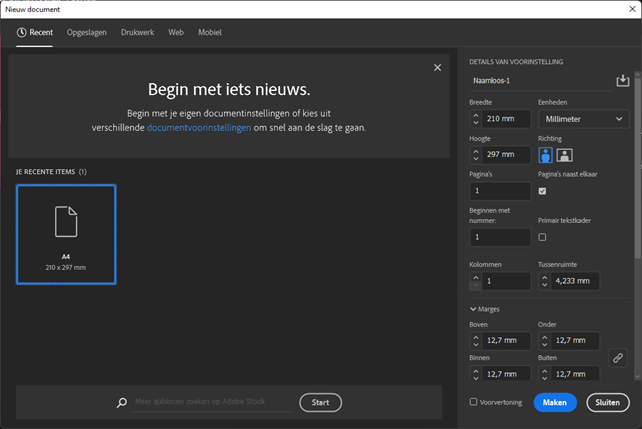 Nieuw document
Recent Opgeslagen Drukwerk Web Mobiel
Begin met iets nieuws.
Begin met je eigen documentinstellingen of kies uit
verschillende documentvoorinstellingen om snel aan de slag te gaan.
JE RECENTE ITEMS (1)
A4
210 x 297 mm
Meer sjablonen zoeken op Adobe Stock
Start
DETAILS VAN VOORINSTELLING
Naamloos-1
Breedte Eenheden
210 mm Millimeter
Hoogte Richting
297 mm
Pagina's Pagina's naast elkaar
1
Beginnen met
nummer: Primair tekstkader
1
Kolommen Tussenruimte
1 4,233 mm
Marges
Boven Onder
12,7 mm 12,7 mm
Binnen Buiten
12,7 mm 12,7 mm
Voorvertoning Maken Sluiten